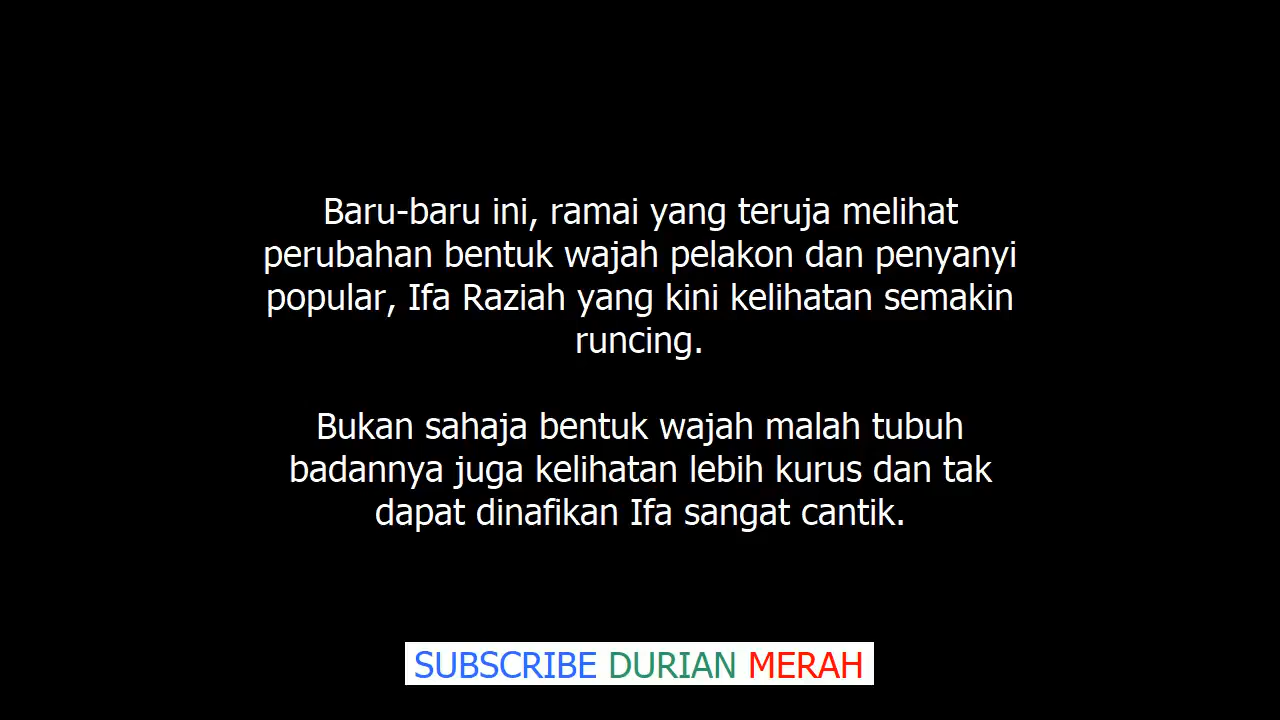 Baru-baru ini, ramai yang teruja melihat
perubahan bentuk wajah pelakon dan penyanyi
popular, Ifa Raziah yang kini kelihatan semakin
runcing.
Bukan sahaja bentuk wajah malah tubuh
badannya juga kelihatan lebih kurus dan tak
dapat dinafikan Ifa sangat cantik.
SUBSCRIBE DURIAN MERAH